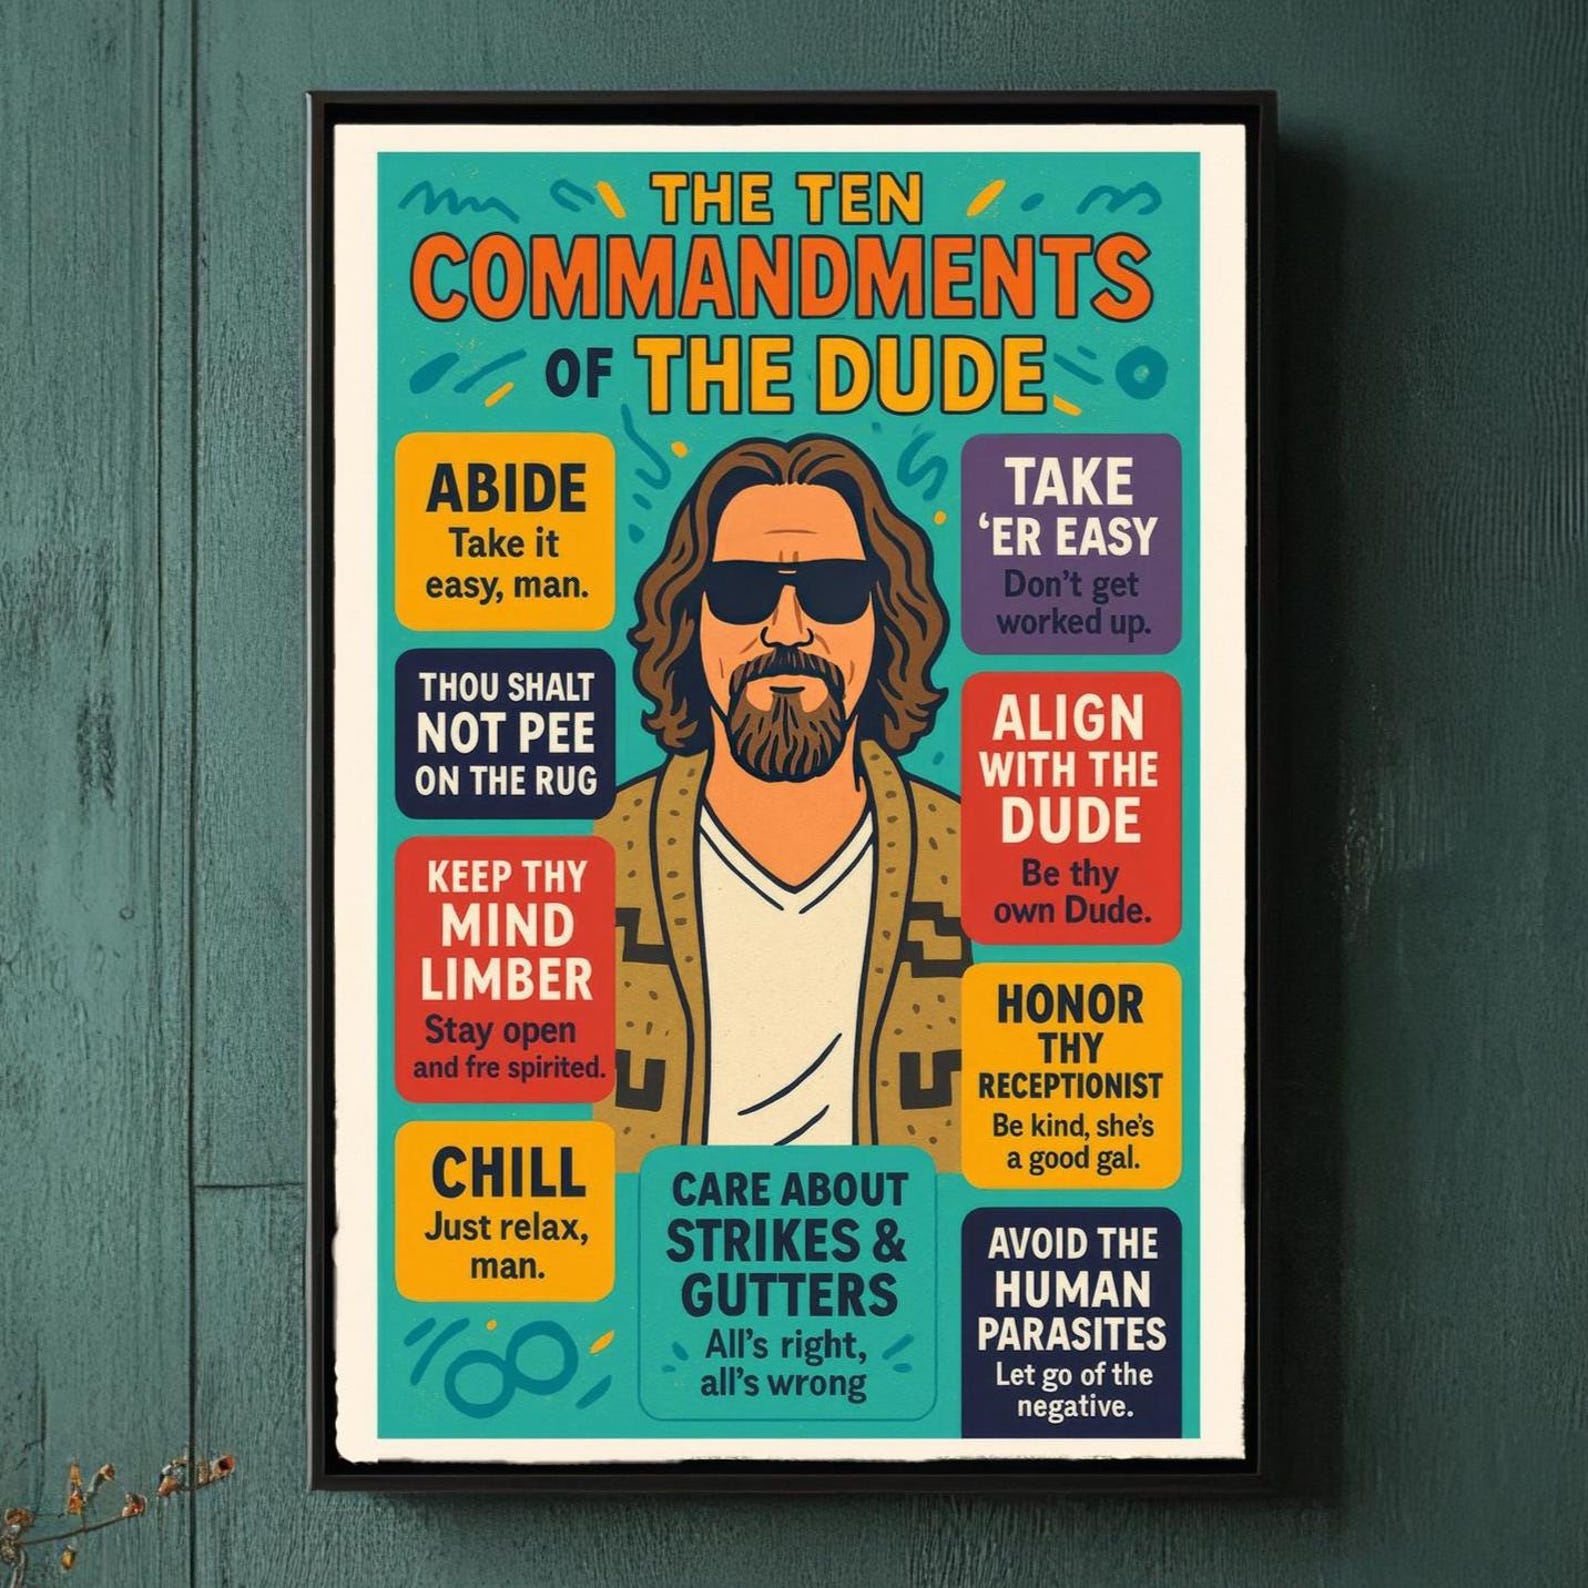 THE TEN
COMMANDMENTS
OF THE DUDE
ABIDE
Take it
easy, man.
THOU SHALT
NOT PEE
ON THE RUG
KEEP THY
MIND
LIMBER
Stay open
and fre spirited.
CHILL
Just relax,
man.
CARE ABOUT
STRIKES &
GUTTERS
All's right,
all's wrong
TAKE
‘ER EASY
Don't get
worked up.
ALIGN
WITH THE
DUDE
Be thy
own Dude.
HONOR
THY
RECEPTIONIST
Be kind, she's
a good gal.
AVOID THE
HUMAN
PARASITES
Let go of the
negative.